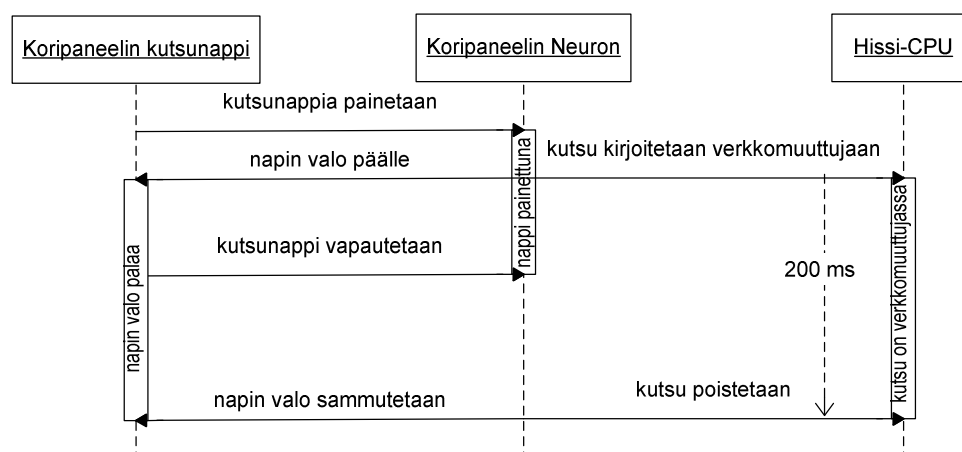 Koripaneelin kutsunappi
Koripaneelin Neuron
Hissi-CPU
kutsunappia painetaan
napin valo päälle
kutsu kirjoitetaan verkkomuuttujaan
nappi painettuna
kutsunappi vapautetaan
200 ms
napin valo palaa
kutsu on verkkomuuttujassa
napin valo sammutetaan
kutsu poistetaan